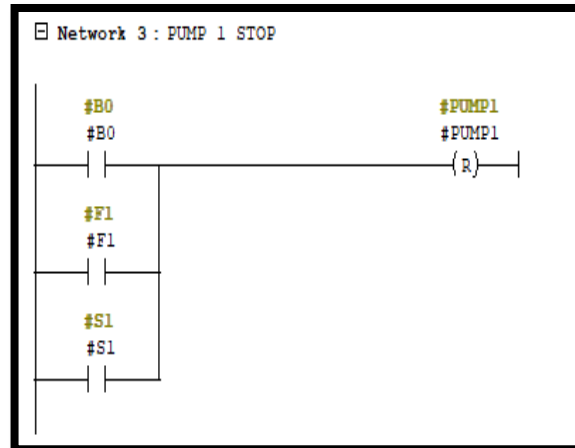 Network 3 : PUMP 1 STOP
#B0 #PUMP1
#B0 #PUMP1
R
#F1
#F1
#S1
#S1